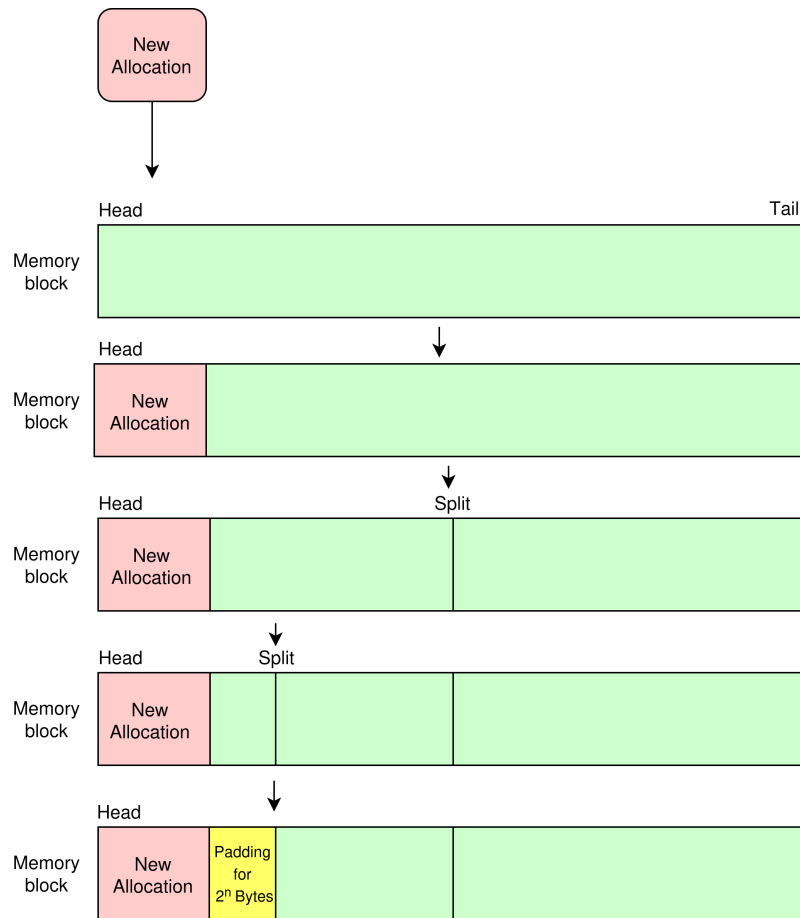 New
Allocation
Head
Tail
Memory
block
Head
Memory
block
New
Allocation
Head
Split
Memory
block
New
Allocation
Head
Split
Memory
block
New
Allocation
Head
Memory
block
New
Allocation
Padding
for
2ⁿ Bytes